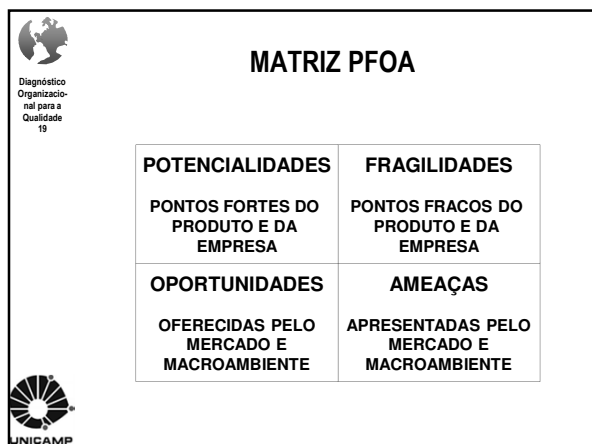 MATRIZ PFOA
Diagnóstico
Organizacio-
nal para a
Qualidade
19
POTENCIALIDADES
PONTOS FORTES DO
PRODUTO E DA
EMPRESA
FRAGILIDADES
PONTOS FRACOS DO
PRODUTO E DA
EMPRESA
OPORTUNIDADES
OFERECIDAS PELO
MERCADO E
MACROAMBIENTE
AMEAÇAS
APRESENTADAS PELO
MERCADO E
MACROAMBIENTE
UNICAMP